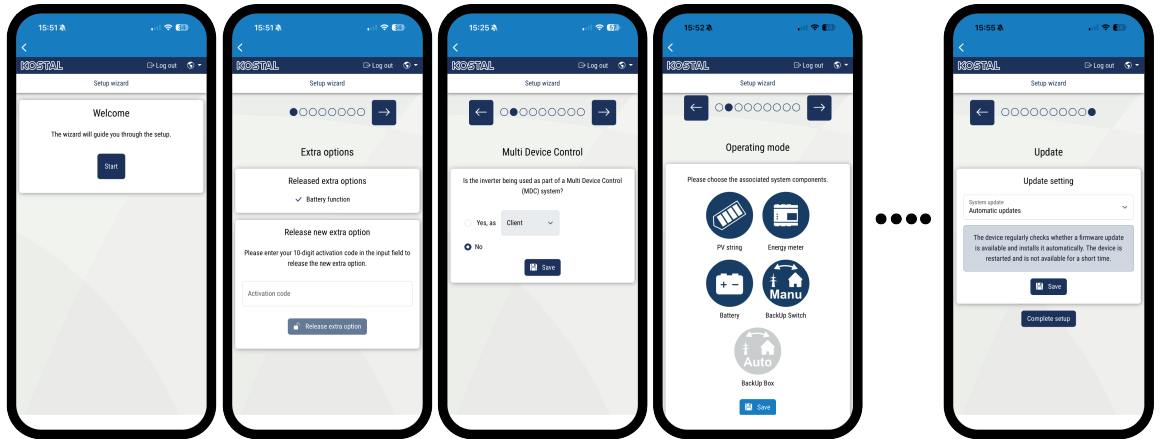 15:51
KOSTAL
Log out
Setup wizard
Welcome
The wizard will guide you through the setup.
Start
15:51
KOSTAL
Log out
Setup wizard
Extra options
Released extra options
Battery function
Release new extra option
Please enter your 10-digit activation code in the input field to
release the new extra option.
Activation code
Release extra option
15:25
KOSTAL
Log out
Setup wizard
Multi Device Control
Is the inverter being used as part of a Multi Device Control
(MDC) system?
Yes, as Client
No
Save
15:52
KOSTAL
Log out
Setup wizard
Operating mode
Please choose the associated system components.
PV string Energy meter
Manu
Battery BackUp Switch
Auto
BackUp Box
Save
15:55
KOSTAL
Log out
Setup wizard
Update
Update setting
System update
Automatic updates
The device regularly checks whether a firmware update
is available and installs it automatically. The device is
restarted and is not available for a short time.
Save
Complete setup